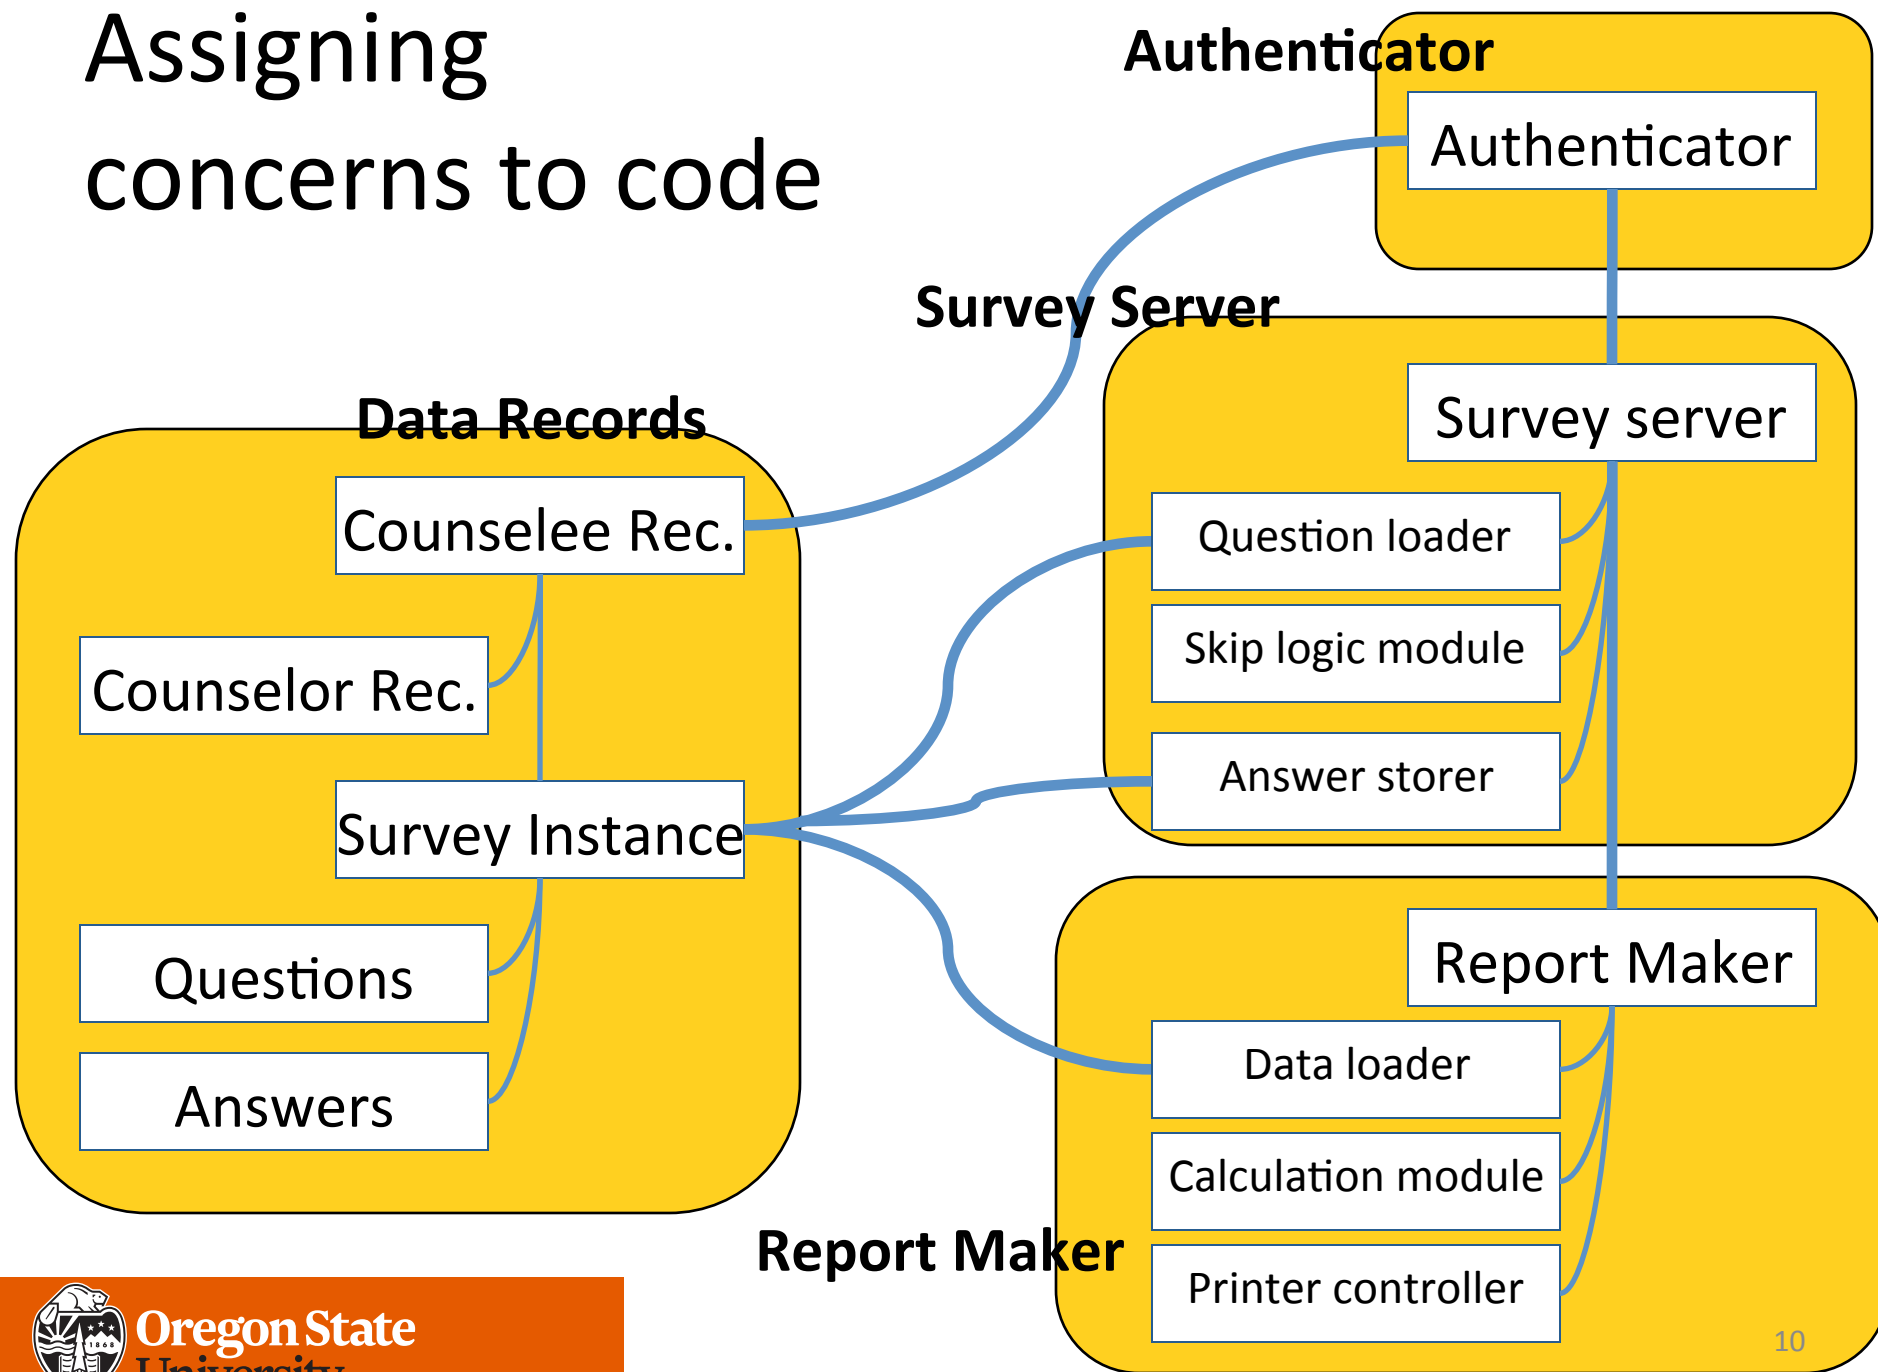 Assigning
concerns to code
Authenticator
Authenticator
Survey Server
Survey server
Question loader
Skip logic module
Answer storer
Data Records
Counselee Rec.
Counselor Rec.
Survey Instance
Questions
Answers
Report Maker
Data loader
Calculation module
Printer controller
Report Maker
Oregon State
University
1868
10